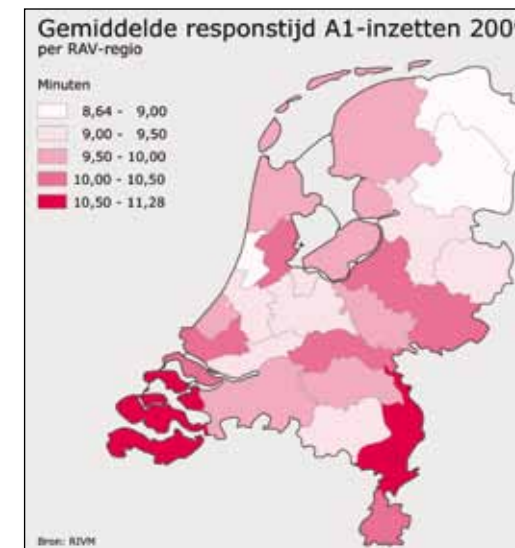 Gemiddelde responstijd A1-inzetten 2009
per RAV-regio
Minuten
8,64 - 9,00
9,00 - 9,50
9,50 - 10,00
10,00 - 10,50
10,50 - 11,28
Bron: RIVM